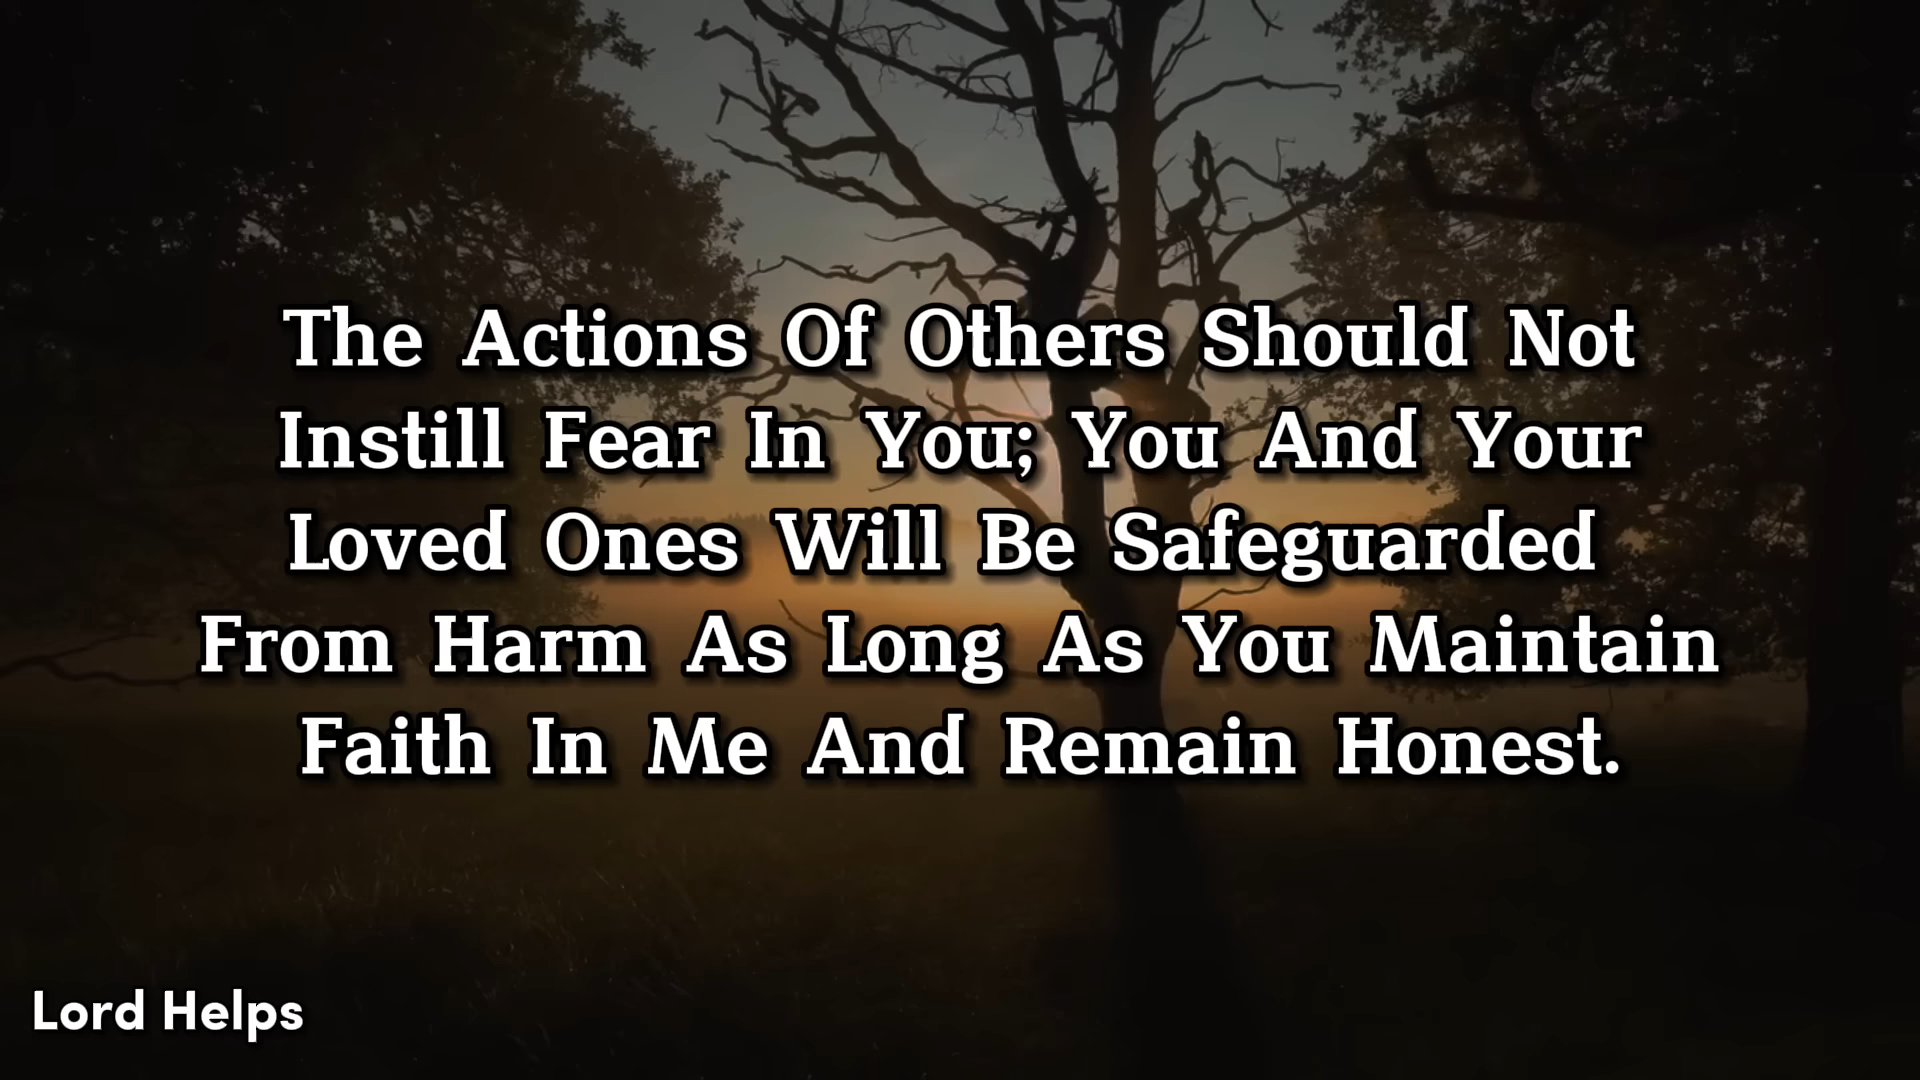 The Actions Of Others Should Not
Instill Fear In You; You And Your
Loved Ones Will Be Safeguarded
From Harm As Long As You Maintain
Faith In Me And Remain Honest.
Lord Helps